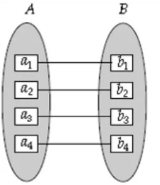 A B
a₁ b₁
a₂ b₂
a₃ b₃
a₄ b₄